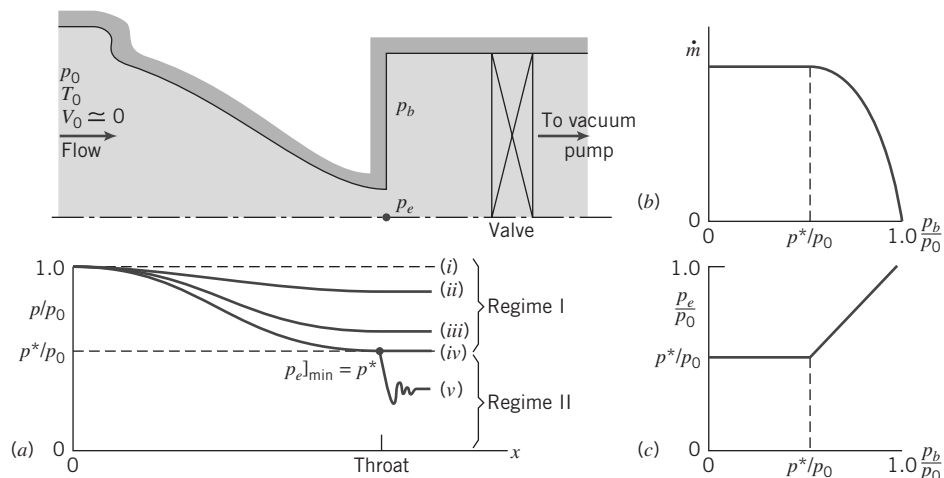 p0
T0
V0 ≃ 0
Flow
pb
pe
To vacuum
pump
Valve
1.0
p/p0
p*/p0
0
(a)
0
Throat
x
pe]min = p*
(i)
(ii)
(iii)
(iv)
(v)
Regime I
Regime II
ṁ
(b)
0
0
p*/p0
1.0
pb/p0
1.0
pe/p0
p*/p0
(c)
0
0
p*/p0
1.0
pb/p0